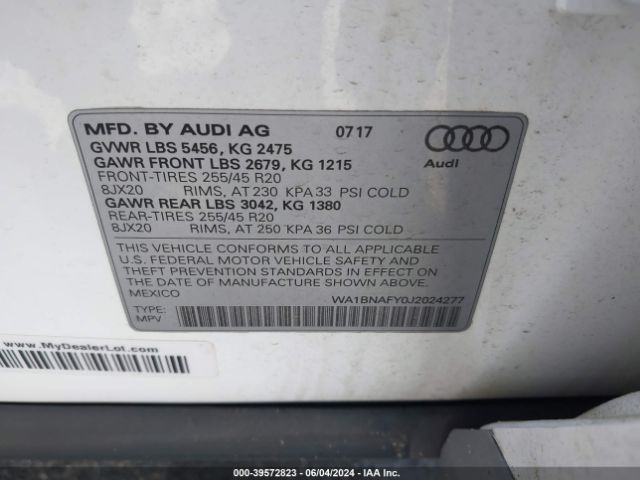 MFD. BY AUDI AG 0717
GVWR LBS 5456, KG 2475
GAWR FRONT LBS 2679, KG 1215
Audi
FRONT-TIRES 255/45 R20
8JX20 RIMS, AT 230 KPA 33 PSI COLD
GAWR REAR LBS 3042, KG 1380
REAR-TIRES 255/45 R20
8JX20 RIMS, AT 250 KPA 36 PSI COLD
THIS VEHICLE CONFORMS TO ALL APPLICABLE
U.S. FEDERAL MOTOR VEHICLE SAFETY AND
THEFT PREVENTION STANDARDS IN EFFECT
ON THE DATE OF MANUFACTURE SHOWN ABOVE.
MEXICO
WA1BNAFY0J2024277
TYPE:
MPV
www.MyDealerLot.com
000-39572823 - 06/04/2024 - IAA Inc.